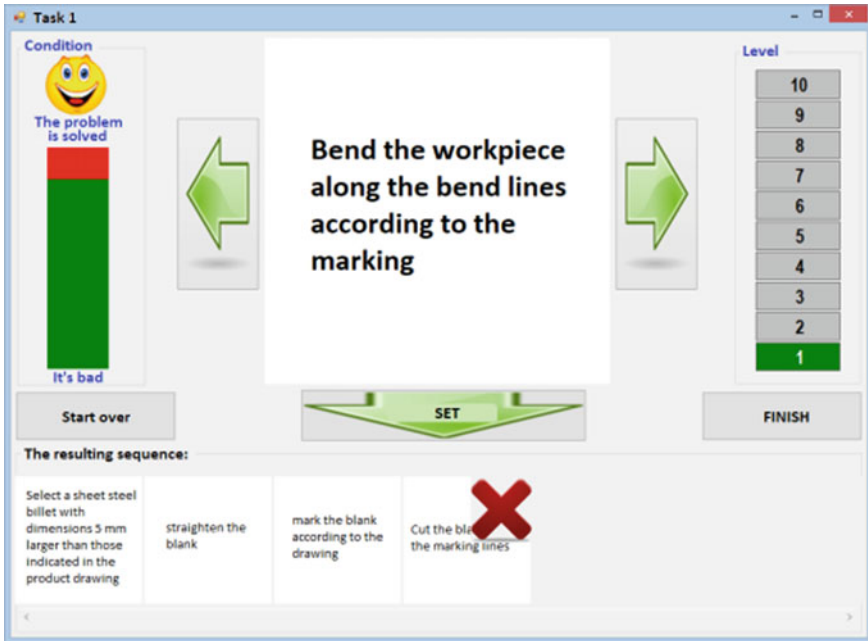 Task 1
Condition
The problem
is solved
It's bad
Bend the workpiece
along the bend lines
according to the
marking
Level
10
9
8
7
6
5
4
3
2
1
Start over
SET
FINISH
The resulting sequence:
Select a sheet steel
billet with
dimensions 5 mm
larger than those
indicated in the
product drawing
straighten the
blank
mark the blank
according to the
drawing
Cut the
the marking lines